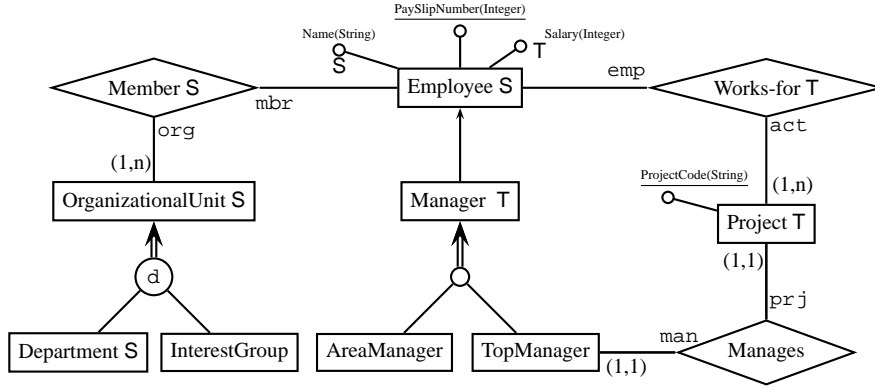 PaySlipNumber(Integer)
Name(String)
Salary(Integer)
S
T
Member S
Employee S
emp
Works-for T
mbr
org
act
(1,n)
ProjectCode(String)
(1,n)
OrganizationalUnit S
Manager T
Project T
(1,1)
d
prj
man
Department S
InterestGroup
AreaManager
TopManager
Manages
(1,1)